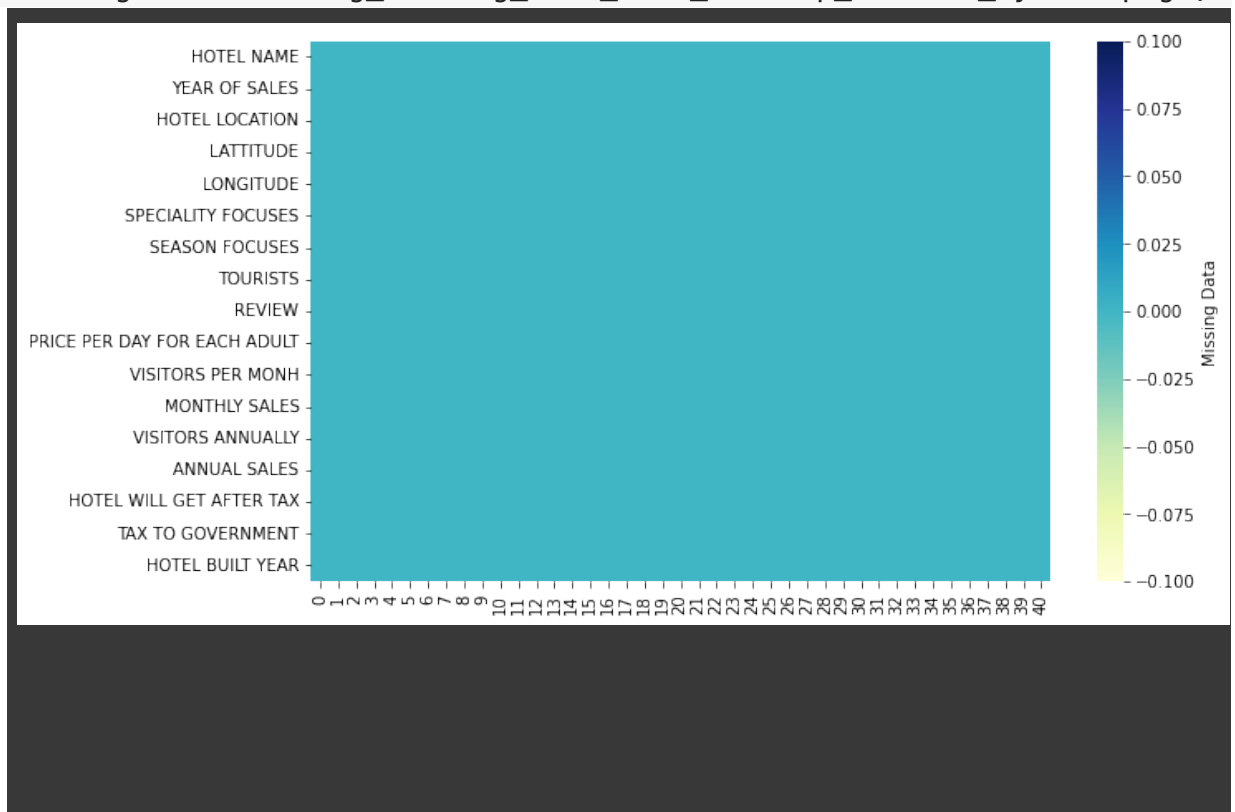 HOTEL NAME
YEAR OF SALES
HOTEL LOCATION
LATTITUDE
LONGITUDE
SPECIALITY FOCUSES
SEASON FOCUSES
TOURISTS
REVIEW
PRICE PER DAY FOR EACH ADULT
VISITORS PER MONH
MONTHLY SALES
VISITORS ANNUALLY
ANNUAL SALES
HOTEL WILL GET AFTER TAX
TAX TO GOVERNMENT
HOTEL BUILT YEAR
0 1 2 3 4 5 6 7 8 9 10 11 12 13 14 15 16 17 18 19 20 21 22 23 24 25 26 27 28 29 30 31 32 33 34 35 36 37 38 39 40
0.100
0.075
0.050
0.025
0.000
−0.025
−0.050
−0.075
−0.100
Missing Data